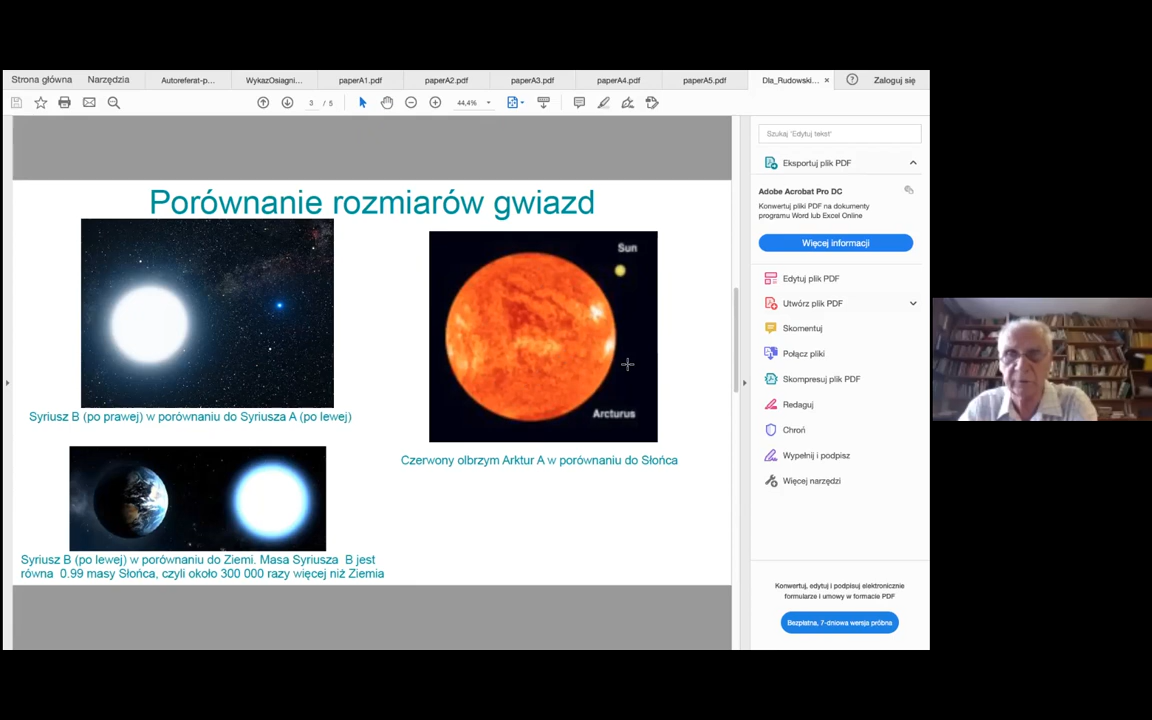 Strona główna
Narzędzia
Autoreferat-p...
WykazOsiagni...
paperA1.pdf
paperA2.pdf
paperA3.pdf
paperA4.pdf
paperA5.pdf
Dla_Rudowski...
Zaloguj się
3 / 5
44,4%
Porównanie rozmiarów gwiazd
Syriusz B (po prawej) w porównaniu do Syriusza A (po lewej)
Sun
Arcturus
Czerwony olbrzym Arktur A w porównaniu do Słońca
Syriusz B (po lewej) w porównaniu do Ziemi. Masa Syriusza B jest
równa 0.99 masy Słońca, czyli około 300 000 razy więcej niż Ziemia
Szukaj 'Edytuj tekst'
Eksportuj plik PDF
Adobe Acrobat Pro DC
Konwertuj pliki PDF na dokumenty
programu Word lub Excel Online
Więcej informacji
Edytuj plik PDF
Utwórz plik PDF
Skomentuj
Połącz pliki
Skompresuj plik PDF
Redaguj
Chroń
Wypełnij i podpisz
Więcej narzędzi
Konwertuj, edytuj i podpisuj elektronicznie
formularze i umowy w formacie PDF
Bezpłatna, 7-dniowa wersja próbna